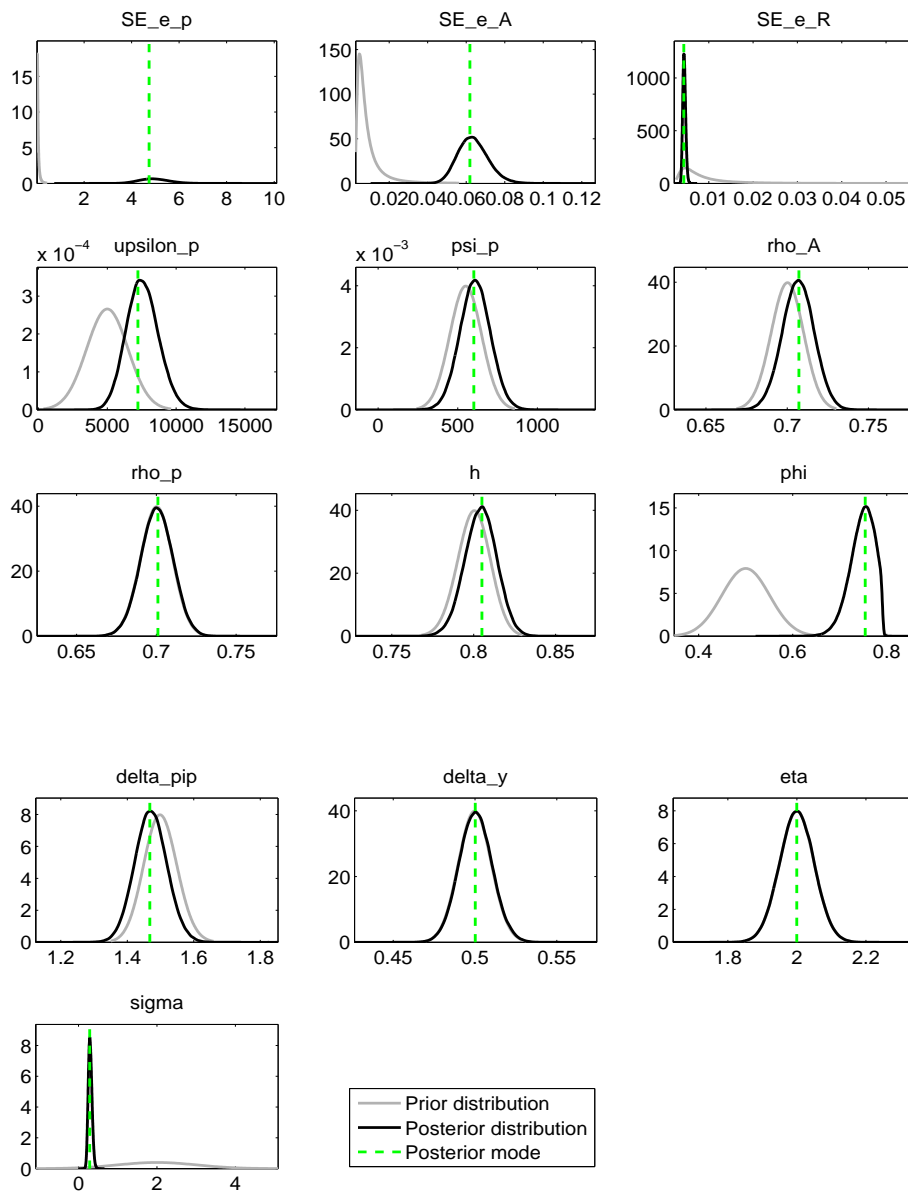 SE_e_p
SE_e_A
SE_e_R
15
10
5
0
2 4 6 8 10
150
100
50
0
0.02 0.04 0.06 0.08 0.1 0.12
1000
500
0
0.01 0.02 0.03 0.04 0.05
x 10⁻⁴
upsilon_p
x 10⁻³
psi_p
rho_A
3
2
1
0
0 5000 10000 15000
4
2
0
0 500 1000
40
20
0
0.65 0.7 0.75
rho_p
h
phi
40
20
0
0.65 0.7 0.75
40
20
0
0.75 0.8 0.85
15
10
5
0
0.4 0.6 0.8
delta_pip
delta_y
eta
8
6
4
2
0
1.2 1.4 1.6 1.8
40
20
0
0.45 0.5 0.55
8
6
4
2
0
1.8 2 2.2
sigma
8
6
4
2
0
0 2 4
Prior distribution
Posterior distribution
Posterior mode